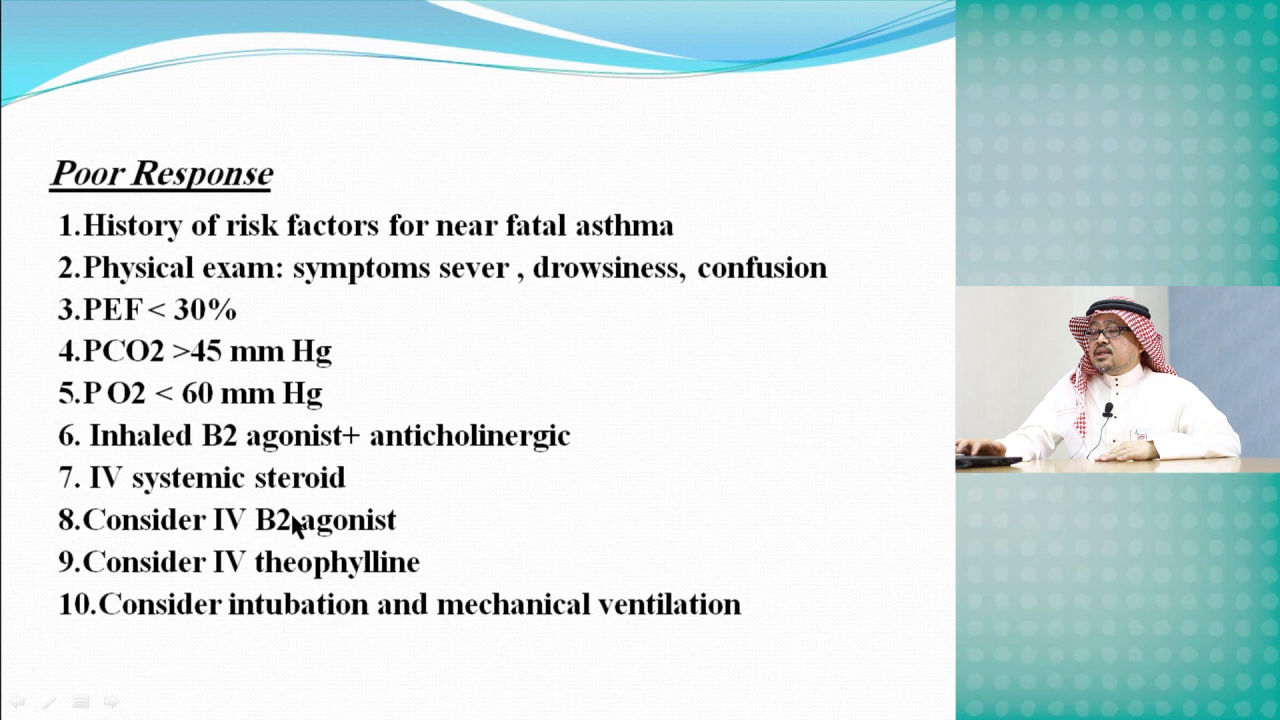 Poor Response
1.History of risk factors for near fatal asthma
2.Physical exam: symptoms sever , drowsiness, confusion
3.PEF < 30%
4.PCO2 >45 mm Hg
5.P O2 < 60 mm Hg
6. Inhaled B2 agonist+ anticholinergic
7. IV systemic steroid
8.Consider IV B2 agonist
9.Consider IV theophylline
10.Consider intubation and mechanical ventilation